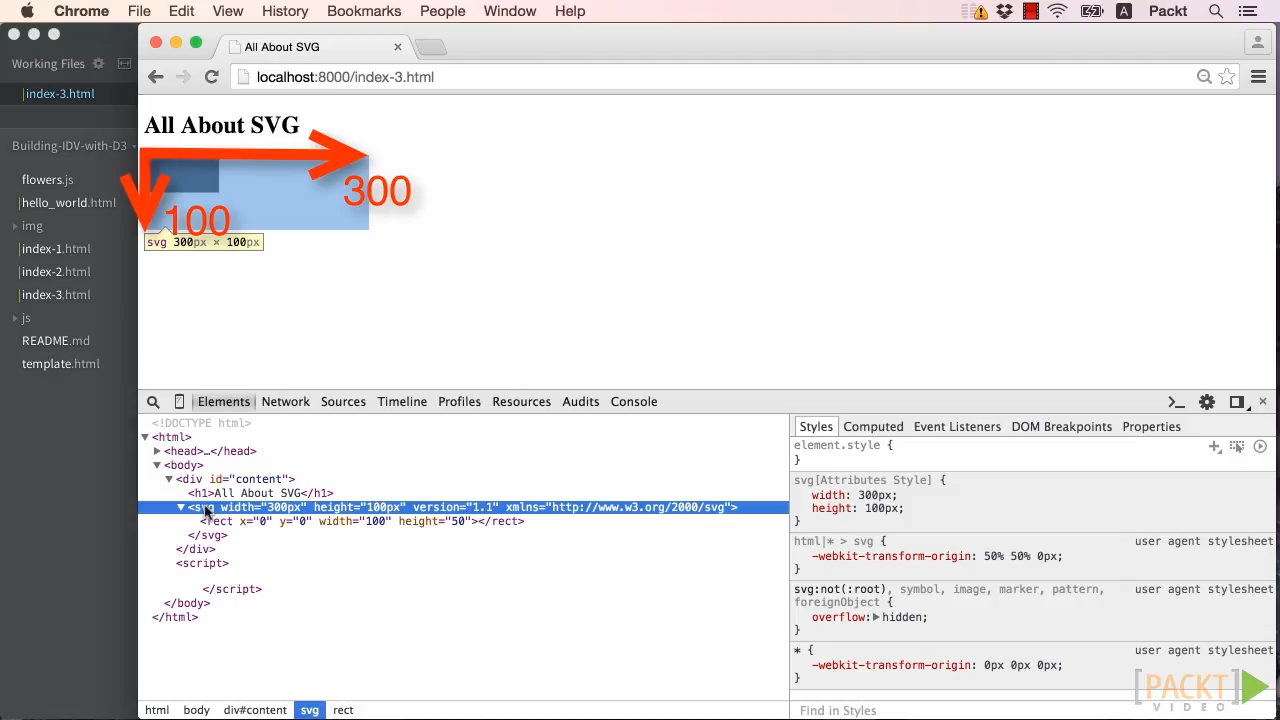 Chrome File Edit View History Bookmarks People Window Help A Packt
Working Files
index-3.html
Building-IDV-with-D3
flowers.js
hello_world.html
img
index-1.html
index-2.html
index-3.html
js
README.md
template.html
All About SVG
localhost:8000/index-3.html
All About SVG
300
100
svg 300px × 100px
Elements Network Sources Timeline Profiles Resources Audits Console
<!DOCTYPE html>
<html>
<head>…</head>
<body>
<div id="content">
<h1>All About SVG</h1>
<svg width="300px" height="100px" version="1.1" xmlns="http://www.w3.org/2000/svg">
<rect x="0" y="0" width="100" height="50"></rect>
</svg>
</div>
<script>
</script>
</body>
</html>
html body div#content svg rect
Styles Computed Event Listeners DOM Breakpoints Properties
element.style {
}
svg[Attributes Style] {
width: 300px;
height: 100px;
}
html|* > svg { user agent stylesheet
-webkit-transform-origin: 50% 50% 0px;
}
svg:not(:root), symbol, image, marker, pattern, user agent stylesheet
foreignObject {
overflow: hidden;
}
* { user agent stylesheet
-webkit-transform-origin: 0px 0px 0px;
}
Find in Styles
[PACKT]
VIDEO